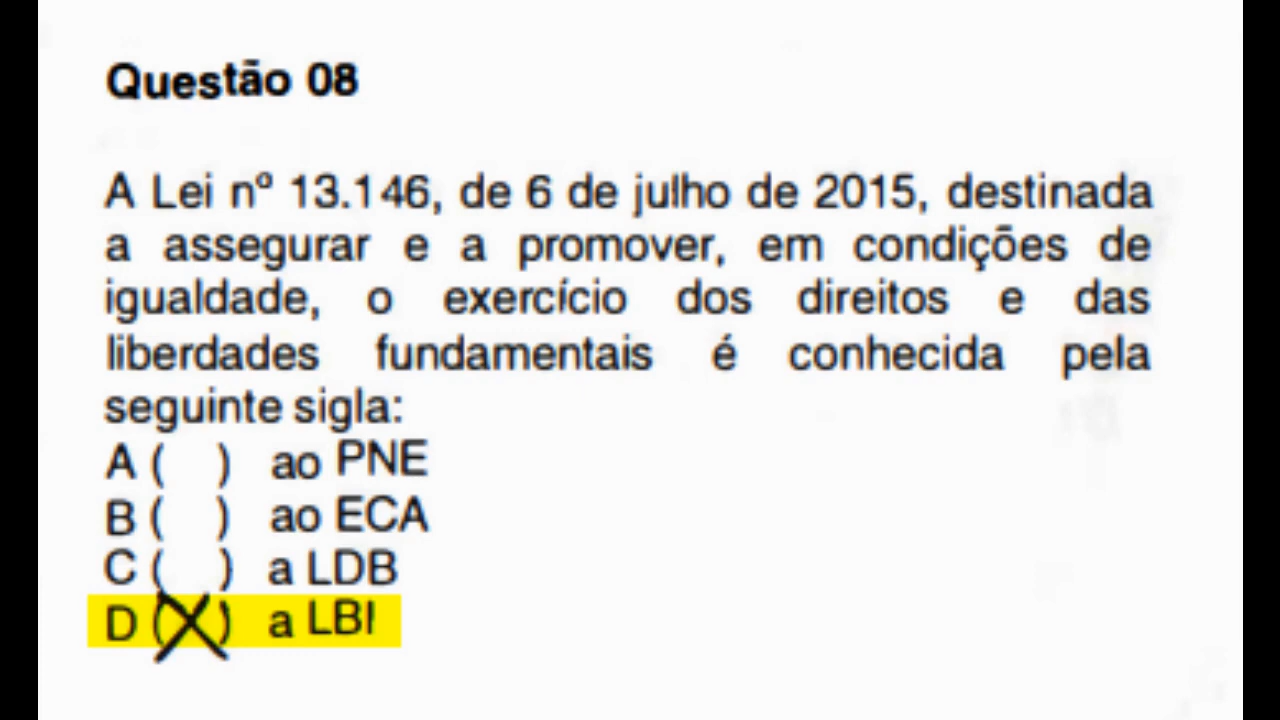 Questão 08
A Lei nº 13.146, de 6 de julho de 2015, destinada
a assegurar e a promover, em condições de
igualdade, o exercício dos direitos e das
liberdades fundamentais é conhecida pela
seguinte sigla:
A ( ) ao PNE
B ( ) ao ECA
C ( ) a LDB
D (X) a LBI